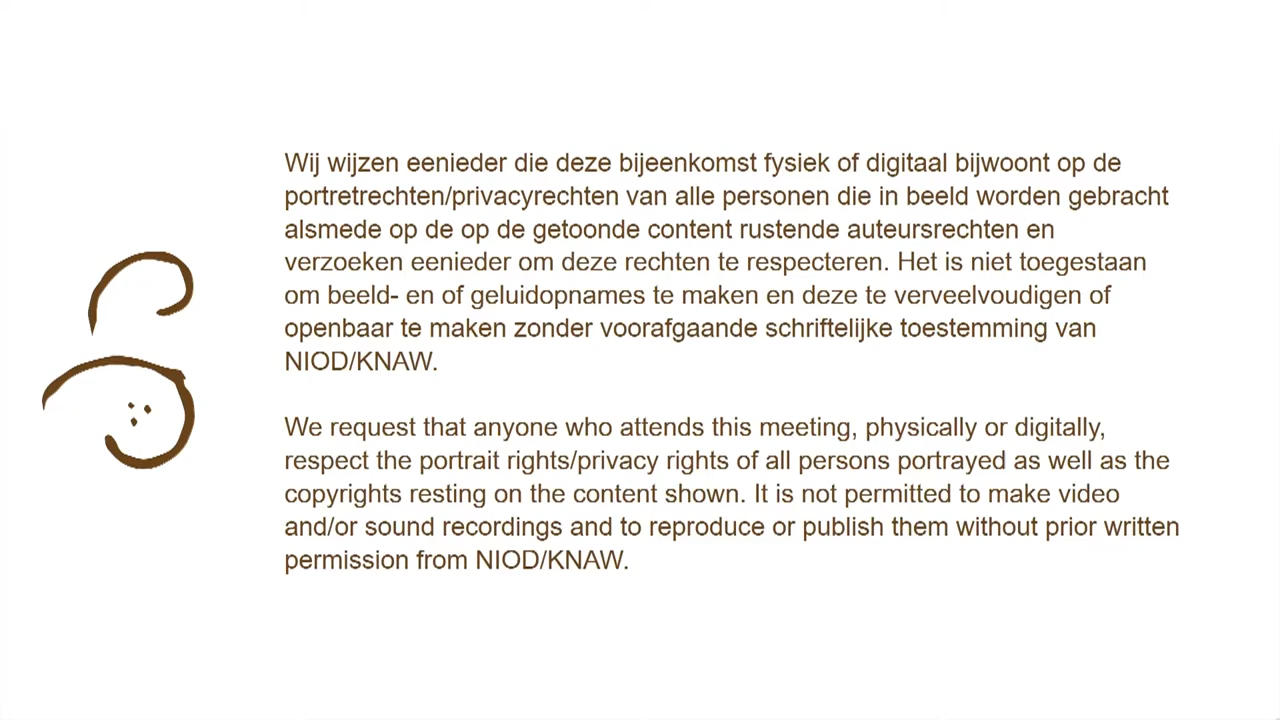 Wij wijzen eenieder die deze bijeenkomst fysiek of digitaal bijwoont op de
portretrechten/privacyrechten van alle personen die in beeld worden gebracht
alsmede op de op de getoonde content rustende auteursrechten en
verzoeken eenieder om deze rechten te respecteren. Het is niet toegestaan
om beeld- en of geluidopnames te maken en deze te verveelvoudigen of
openbaar te maken zonder voorafgaande schriftelijke toestemming van
NIOD/KNAW.
We request that anyone who attends this meeting, physically or digitally,
respect the portrait rights/privacy rights of all persons portrayed as well as the
copyrights resting on the content shown. It is not permitted to make video
and/or sound recordings and to reproduce or publish them without prior written
permission from NIOD/KNAW.